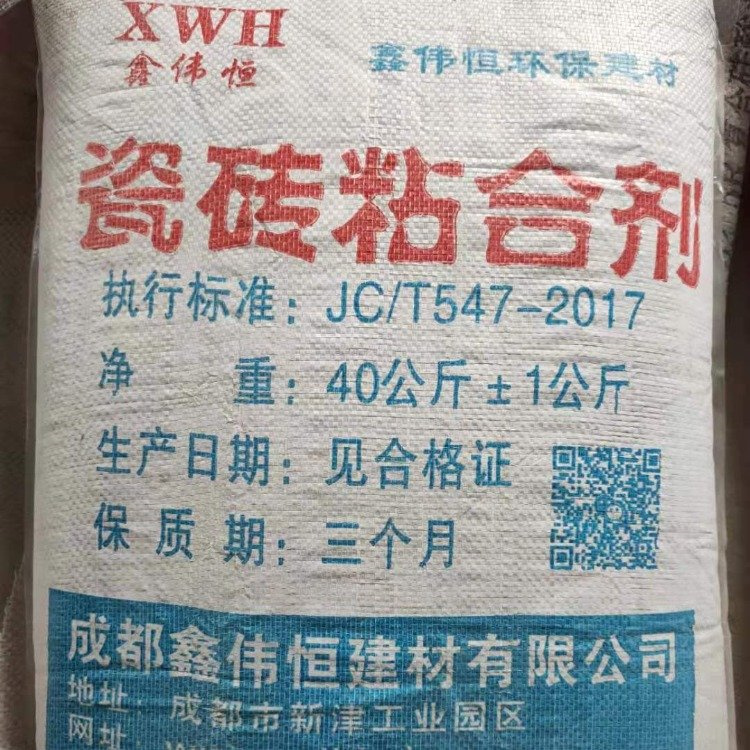 XWH
鑫伟恒
鑫伟恒环保建材
瓷砖粘合剂
执行标准：JC/T547-2017
净 重：40公斤±1公斤
生产日期：见合格证
保质期：三个月
成都鑫伟恒建材有限公司
地址：成都市新津工业园区
网址：